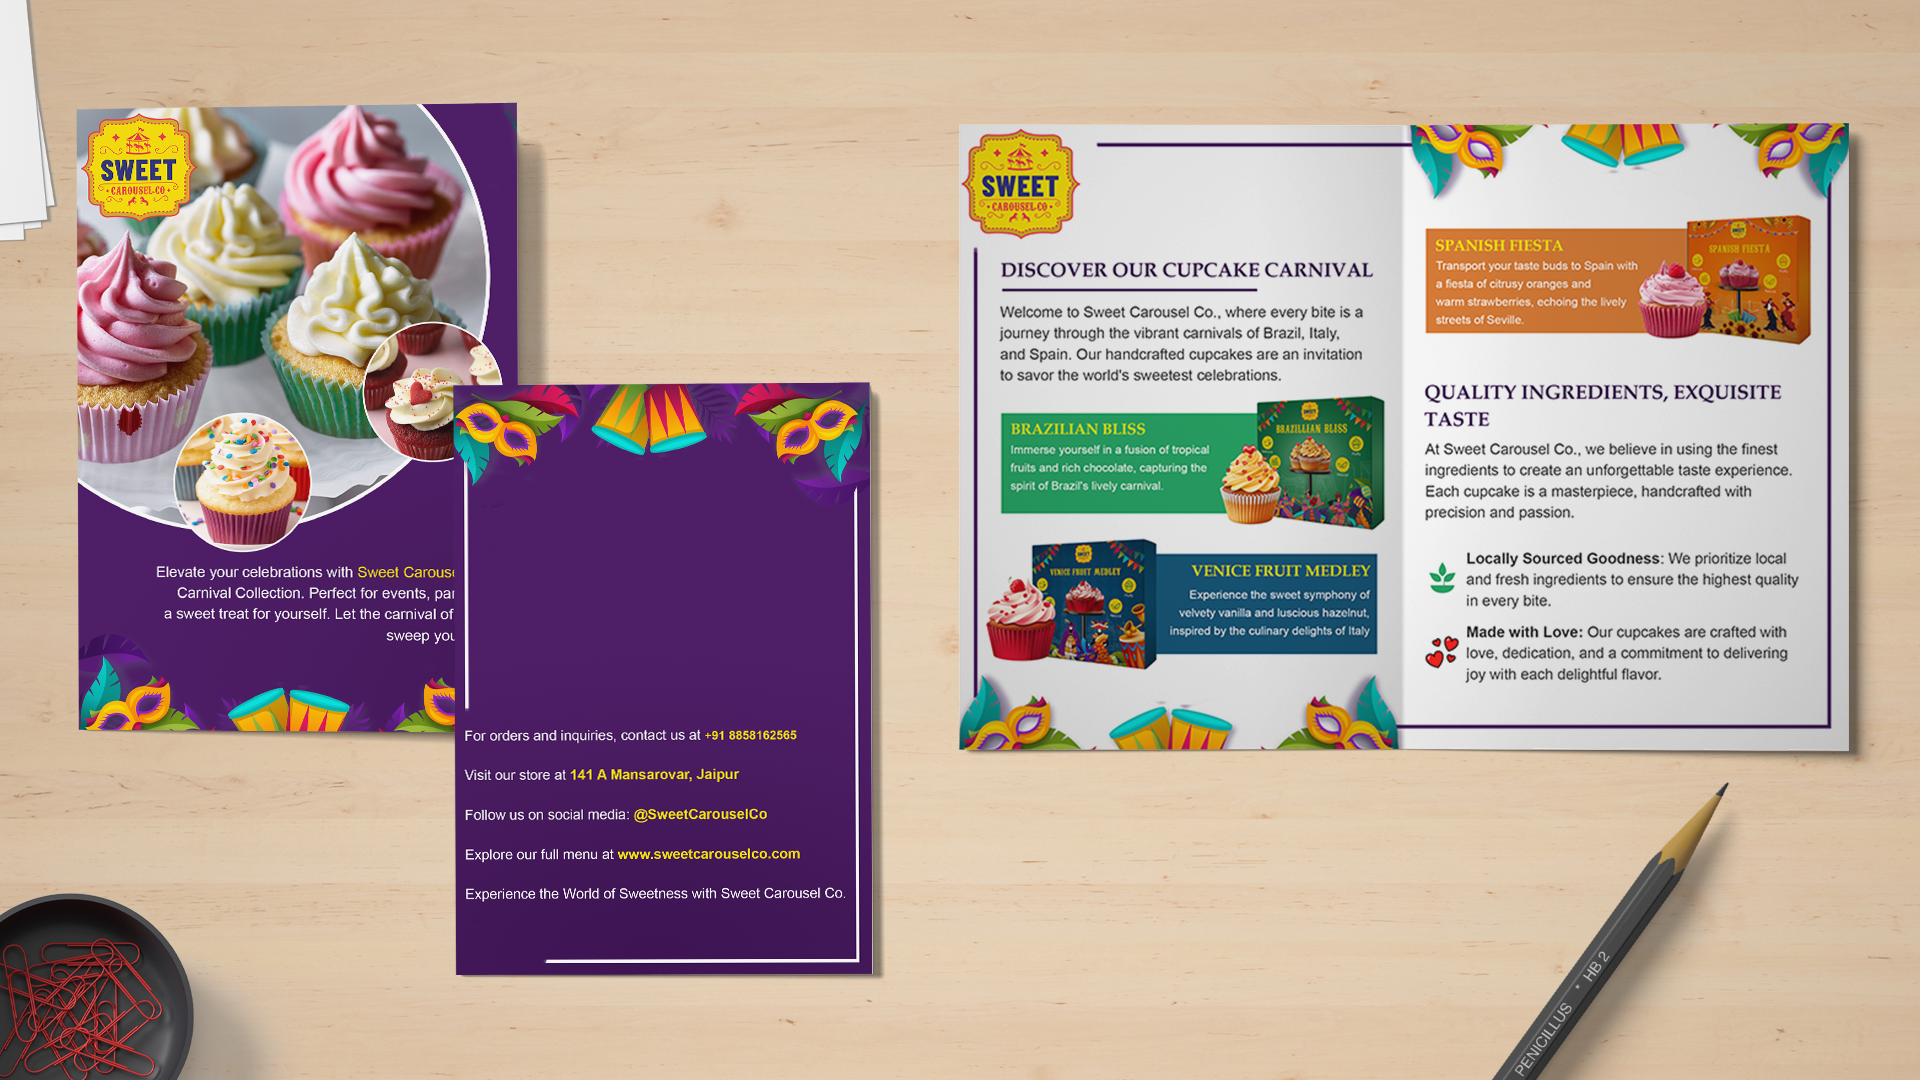 SWEET
CAROUSEL·CO
Elevate your celebrations with Sweet Carouse
Carnival Collection. Perfect for events, par
a sweet treat for yourself. Let the carnival of
sweep you
For orders and inquiries, contact us at +91 8858162565
Visit our store at 141 A Mansarovar, Jaipur
Follow us on social media: @SweetCarouselCo
Explore our full menu at www.sweetcarouselco.com
Experience the World of Sweetness with Sweet Carousel Co.
SWEET
CAROUSEL·CO
DISCOVER OUR CUPCAKE CARNIVAL
Welcome to Sweet Carousel Co., where every bite is a
journey through the vibrant carnivals of Brazil, Italy,
and Spain. Our handcrafted cupcakes are an invitation
to savor the world's sweetest celebrations.
BRAZILIAN BLISS
Immerse yourself in a fusion of tropical
fruits and rich chocolate, capturing the
spirit of Brazil's lively carnival.
SWEET
BRAZILLIAN BLISS
SWEET
VENICE FRUIT MEDLEY
VENICE FRUIT MEDLEY
Experience the sweet symphony of
velvety vanilla and luscious hazelnut,
inspired by the culinary delights of Italy
SPANISH FIESTA
Transport your taste buds to Spain with
a fiesta of citrusy oranges and
warm strawberries, echoing the lively
streets of Seville.
SWEET
SPANISH FIESTA
QUALITY INGREDIENTS, EXQUISITE
TASTE
At Sweet Carousel Co., we believe in using the finest
ingredients to create an unforgettable taste experience.
Each cupcake is a masterpiece, handcrafted with
precision and passion.
Locally Sourced Goodness: We prioritize local
and fresh ingredients to ensure the highest quality
in every bite.
Made with Love: Our cupcakes are crafted with
love, dedication, and a commitment to delivering
joy with each delightful flavor.
PENICILLUS * HB 2